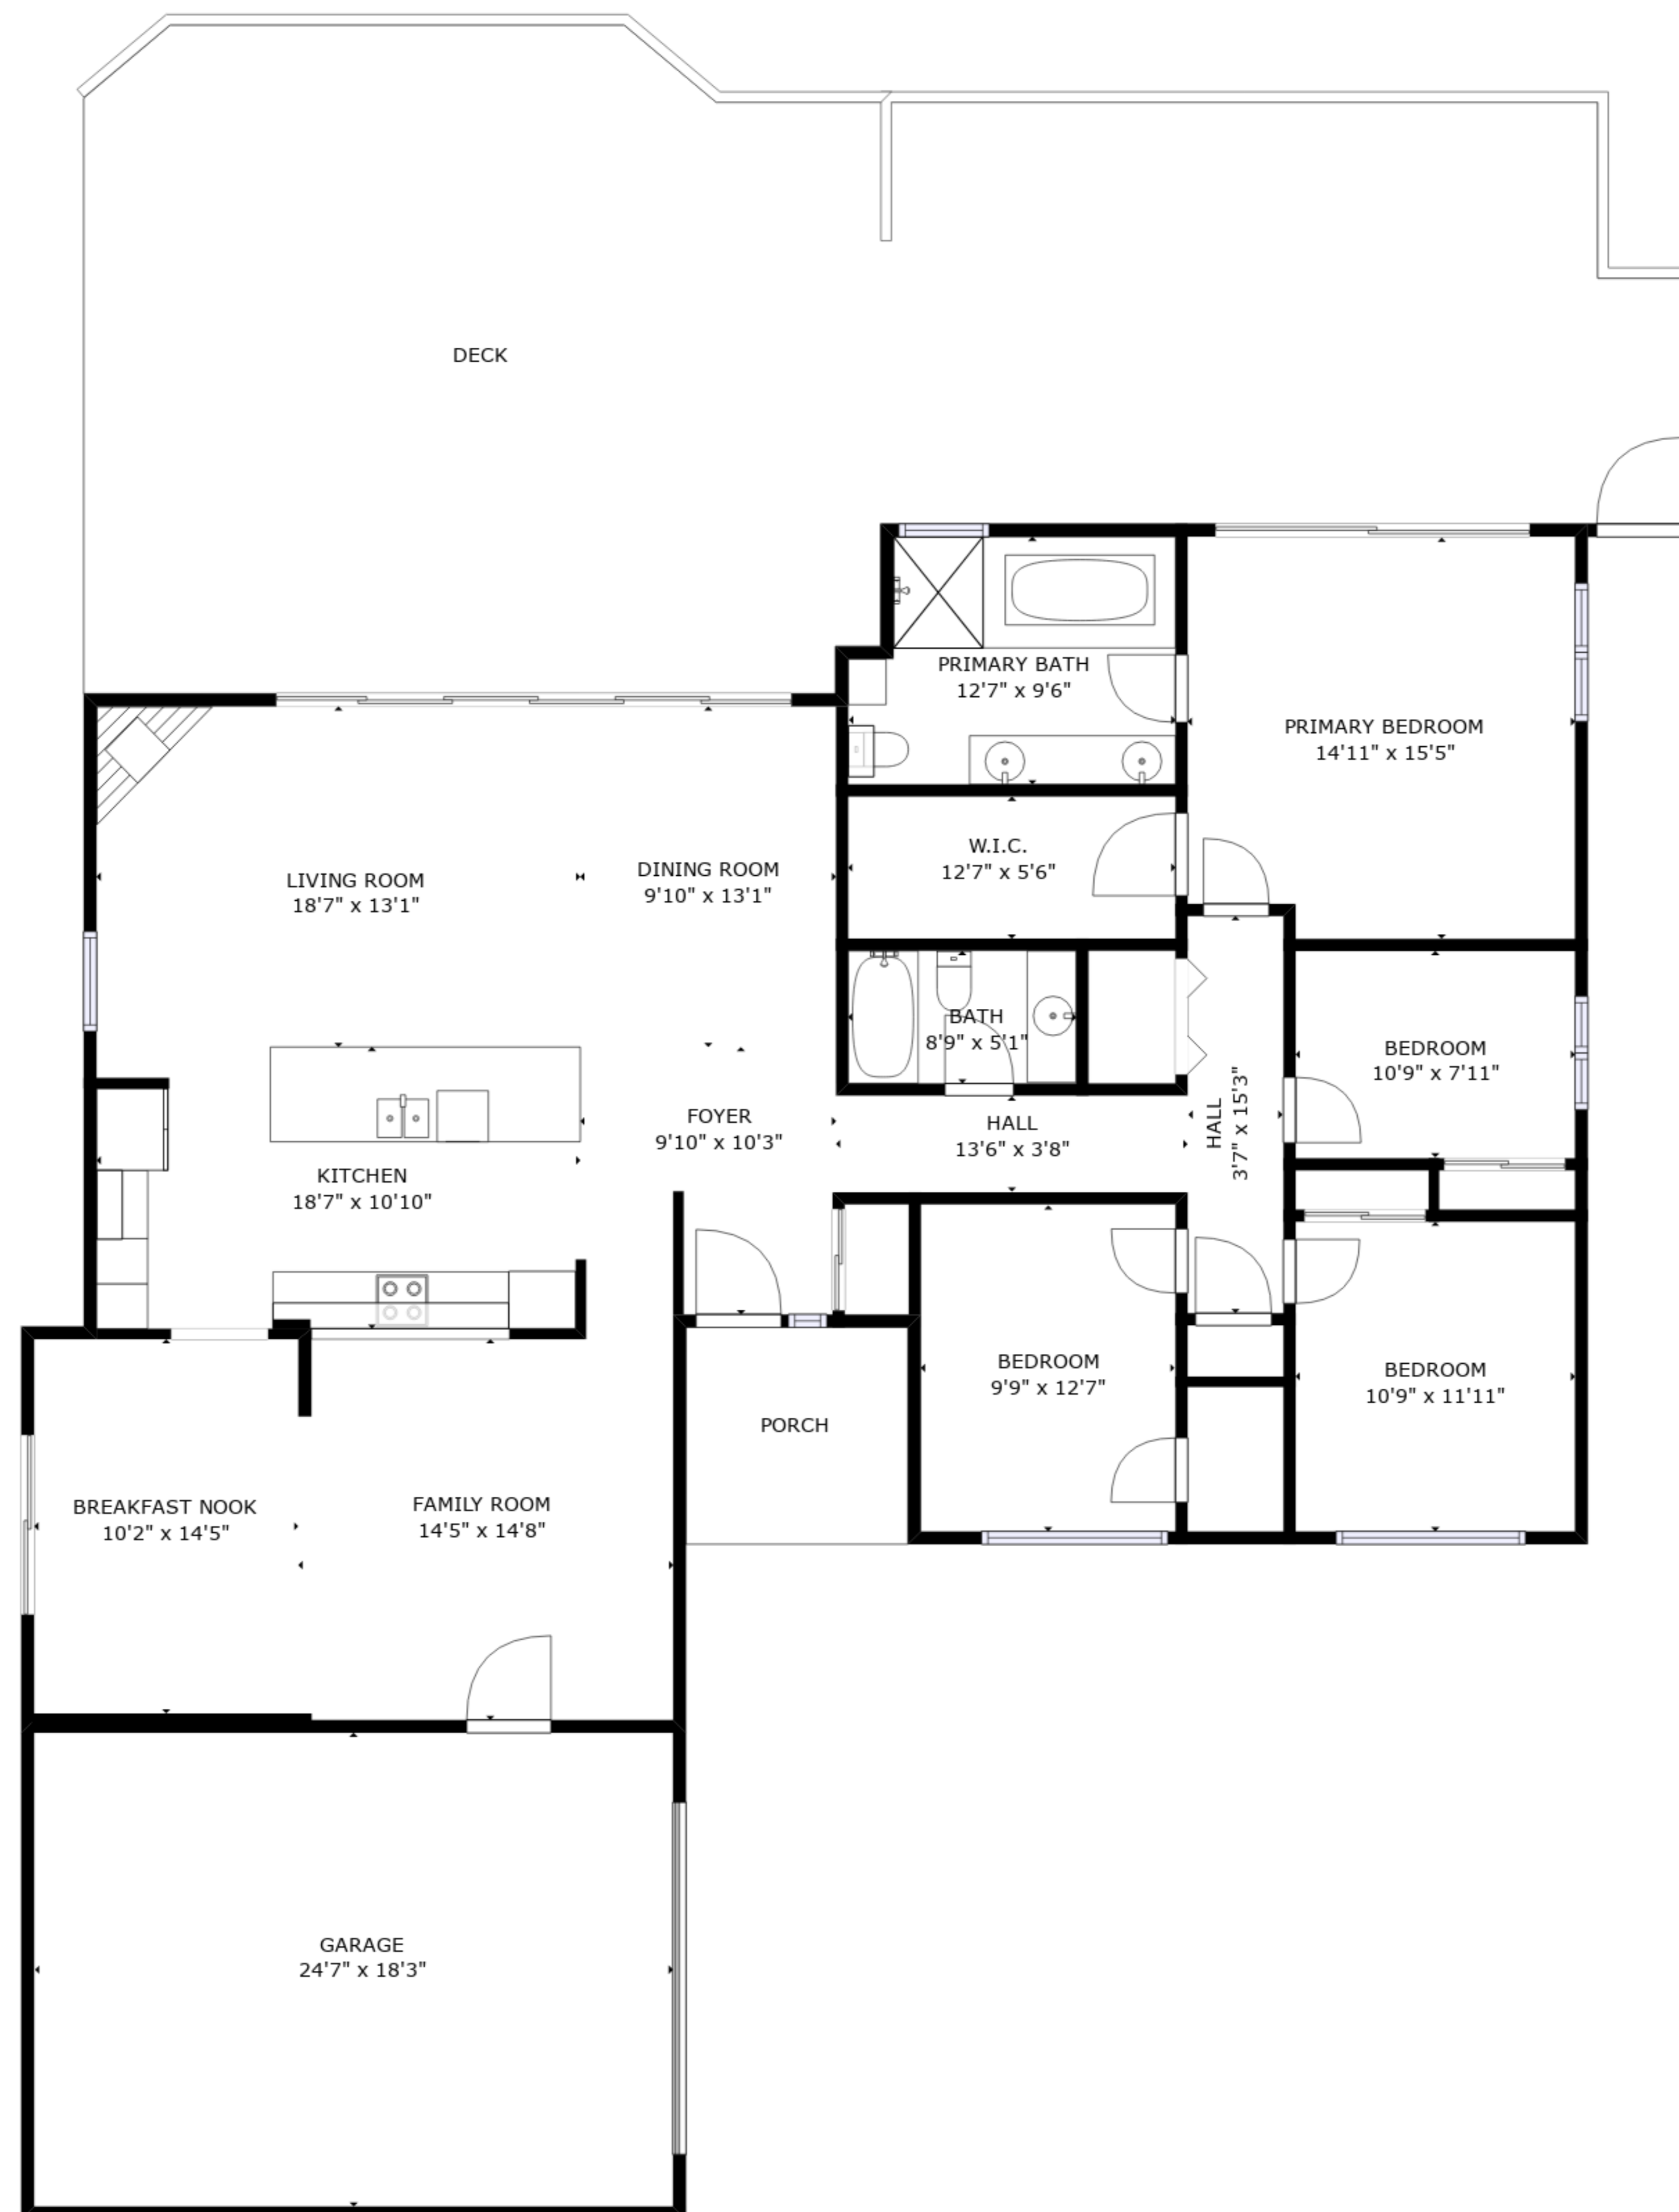 DECK
PRIMARY BATH
12'7" x 9'6"
PRIMARY BEDROOM
14'11" x 15'5"
W.I.C.
12'7" x 5'6"
LIVING ROOM
18'7" x 13'1"
DINING ROOM
9'10" x 13'1"
BATH
8'9" x 5'1"
BEDROOM
10'9" x 7'11"
FOYER
9'10" x 10'3"
HALL
13'6" x 3'8"
HALL
3'7" x 15'3"
KITCHEN
18'7" x 10'10"
BEDROOM
9'9" x 12'7"
BEDROOM
10'9" x 11'11"
PORCH
BREAKFAST NOOK
10'2" x 14'5"
FAMILY ROOM
14'5" x 14'8"
GARAGE
24'7" x 18'3"